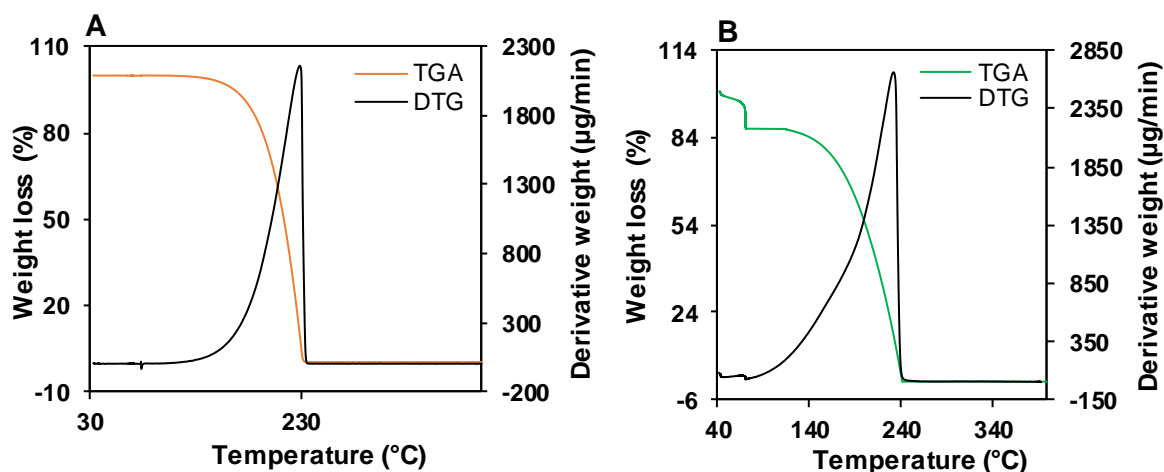 A
Weight loss (%)
110
80
50
20
-10
30
230
Temperature (°C)
TGA
DTG
2300
1800
1300
800
300
-200
Derivative weight (µg/min)
B
Weight loss (%)
114
84
54
24
-6
40
140
240
340
Temperature (°C)
TGA
DTG
2850
2350
1850
1350
850
350
-150
Derivative weight (µg/min)